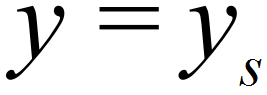 y = y_s